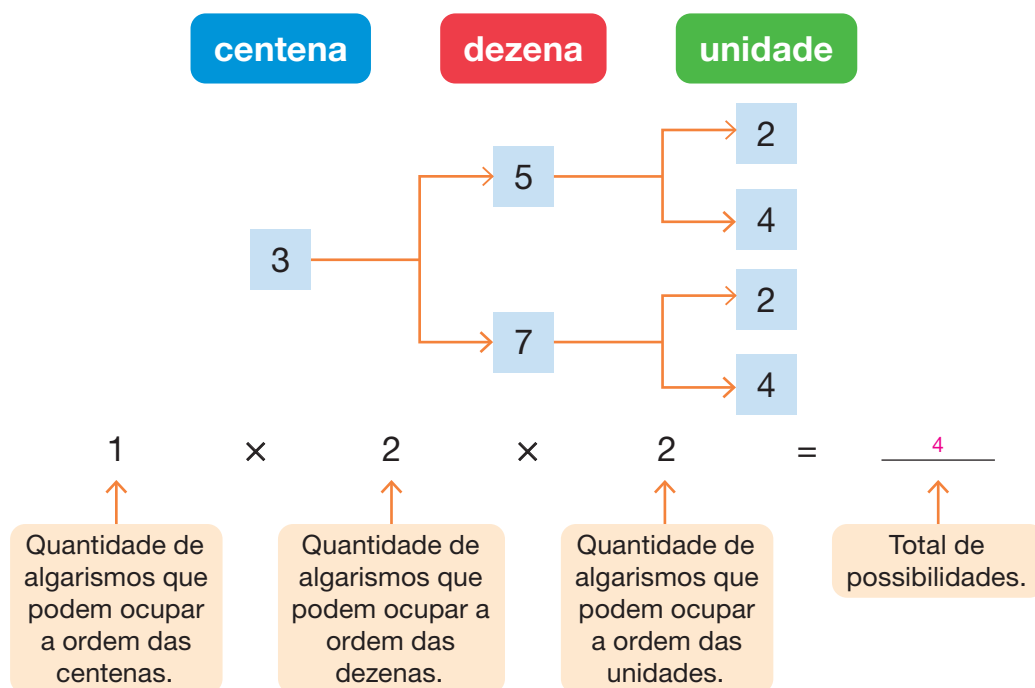 centena dezena unidade
2
5
4
3
2
7
4
1 × 2 × 2 = 4
Quantidade de
algarismos que
podem ocupar
a ordem das
centenas.
Quantidade de
algarismos que
podem ocupar a
ordem das
dezenas.
Quantidade de
algarismos que
podem ocupar
a ordem das
unidades.
Total de
possibilidades.